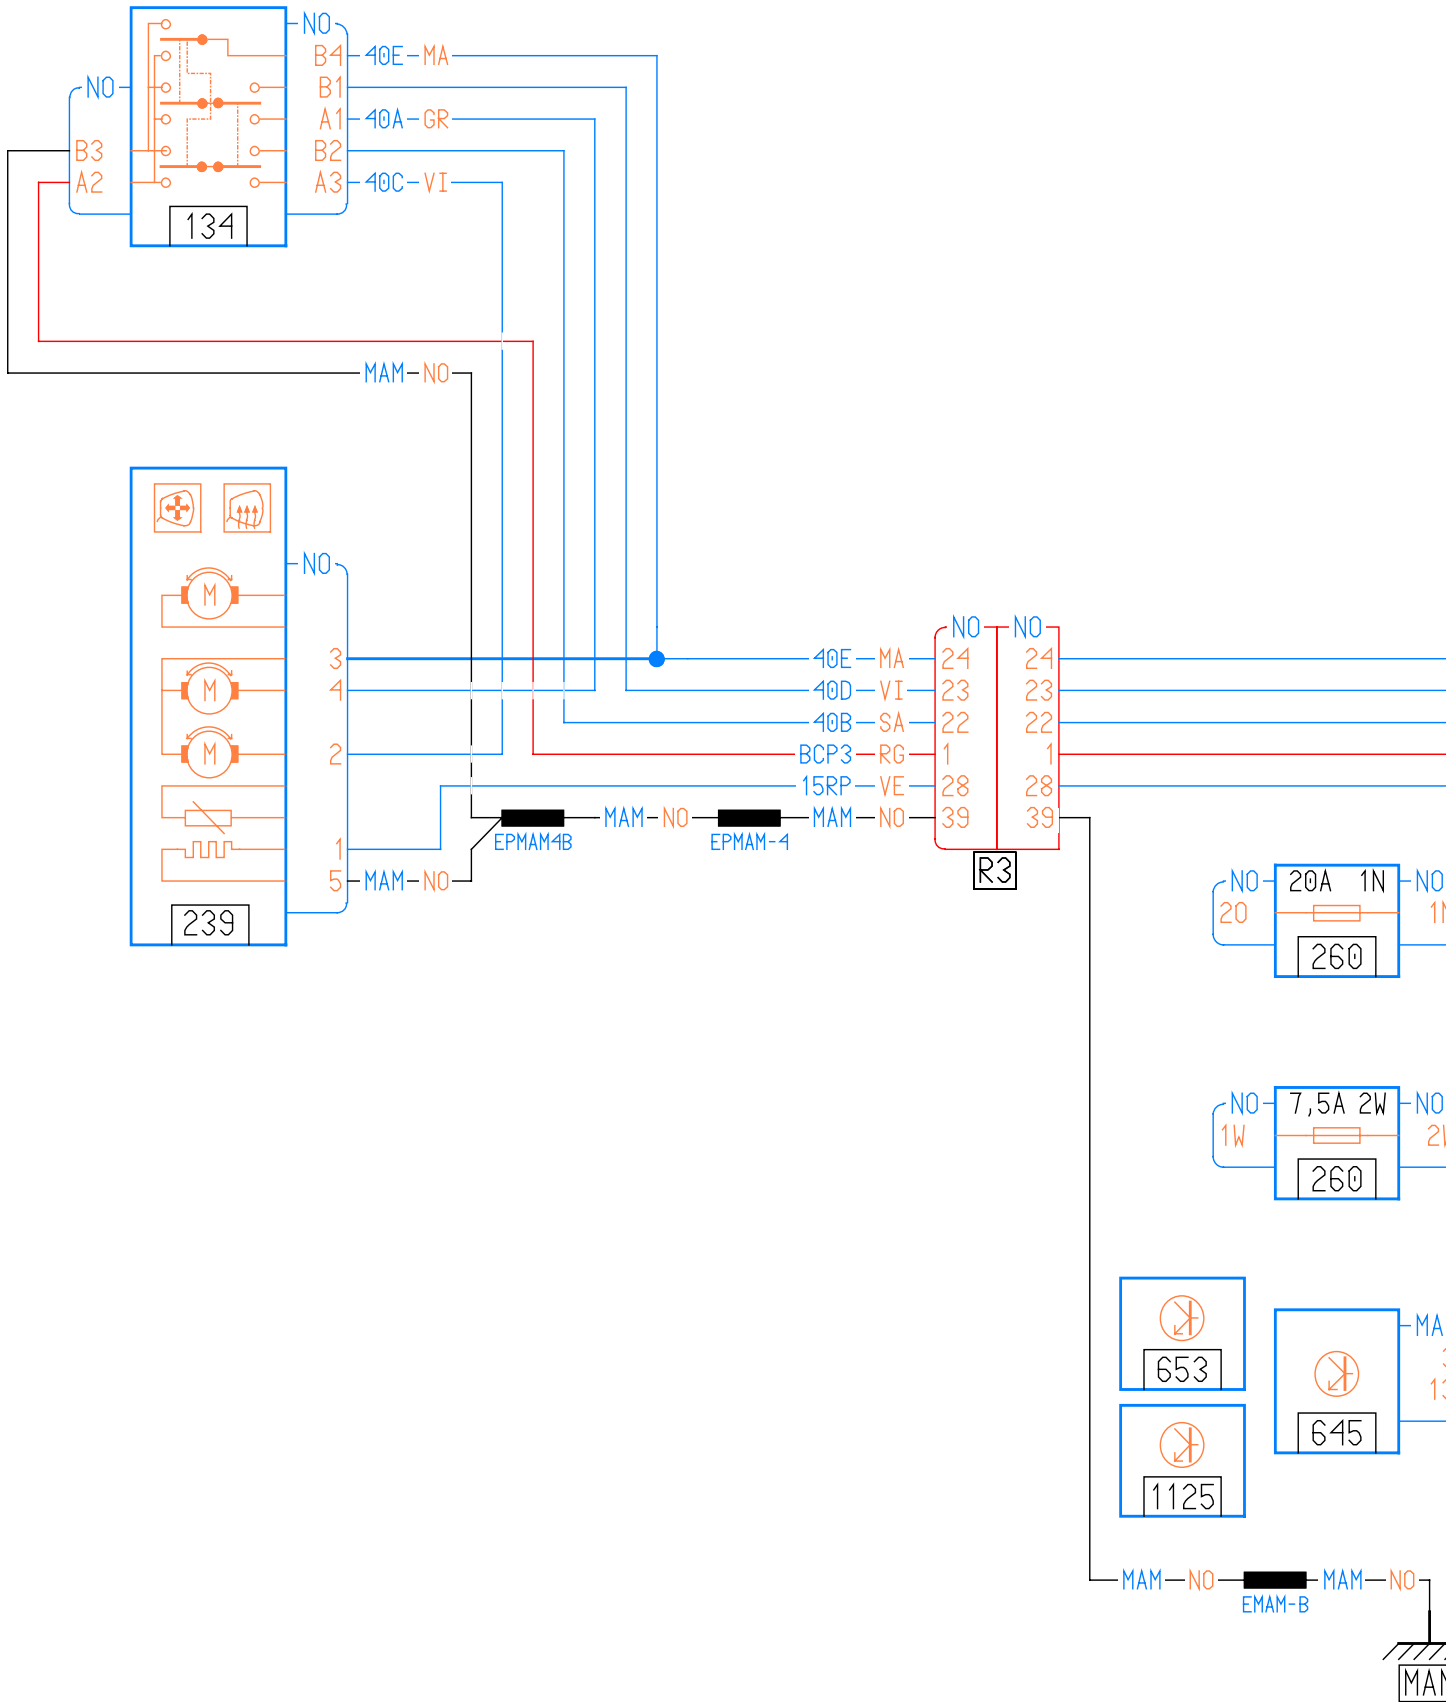 NO
B4 40E MA
NO B1
A1 40A GR
B3 B2
A2 A3 40C VI
134
MAM NO
NO
M
NO NO
3 40E MA 24 24
M 4 40D VI 23 23
40B SA 22 22
M 2 BCP3 RG 1 1
15RP VE 28 28
MAM NO MAM NO 39 39
EPMAM4B EPMAM-4
1
R3
5 MAM NO
239
NO 20A 1N NO
20
260
NO 7,5A 2W NO
1W
260
653
MA
645
1125
MAM NO MAM NO
EMAM-B